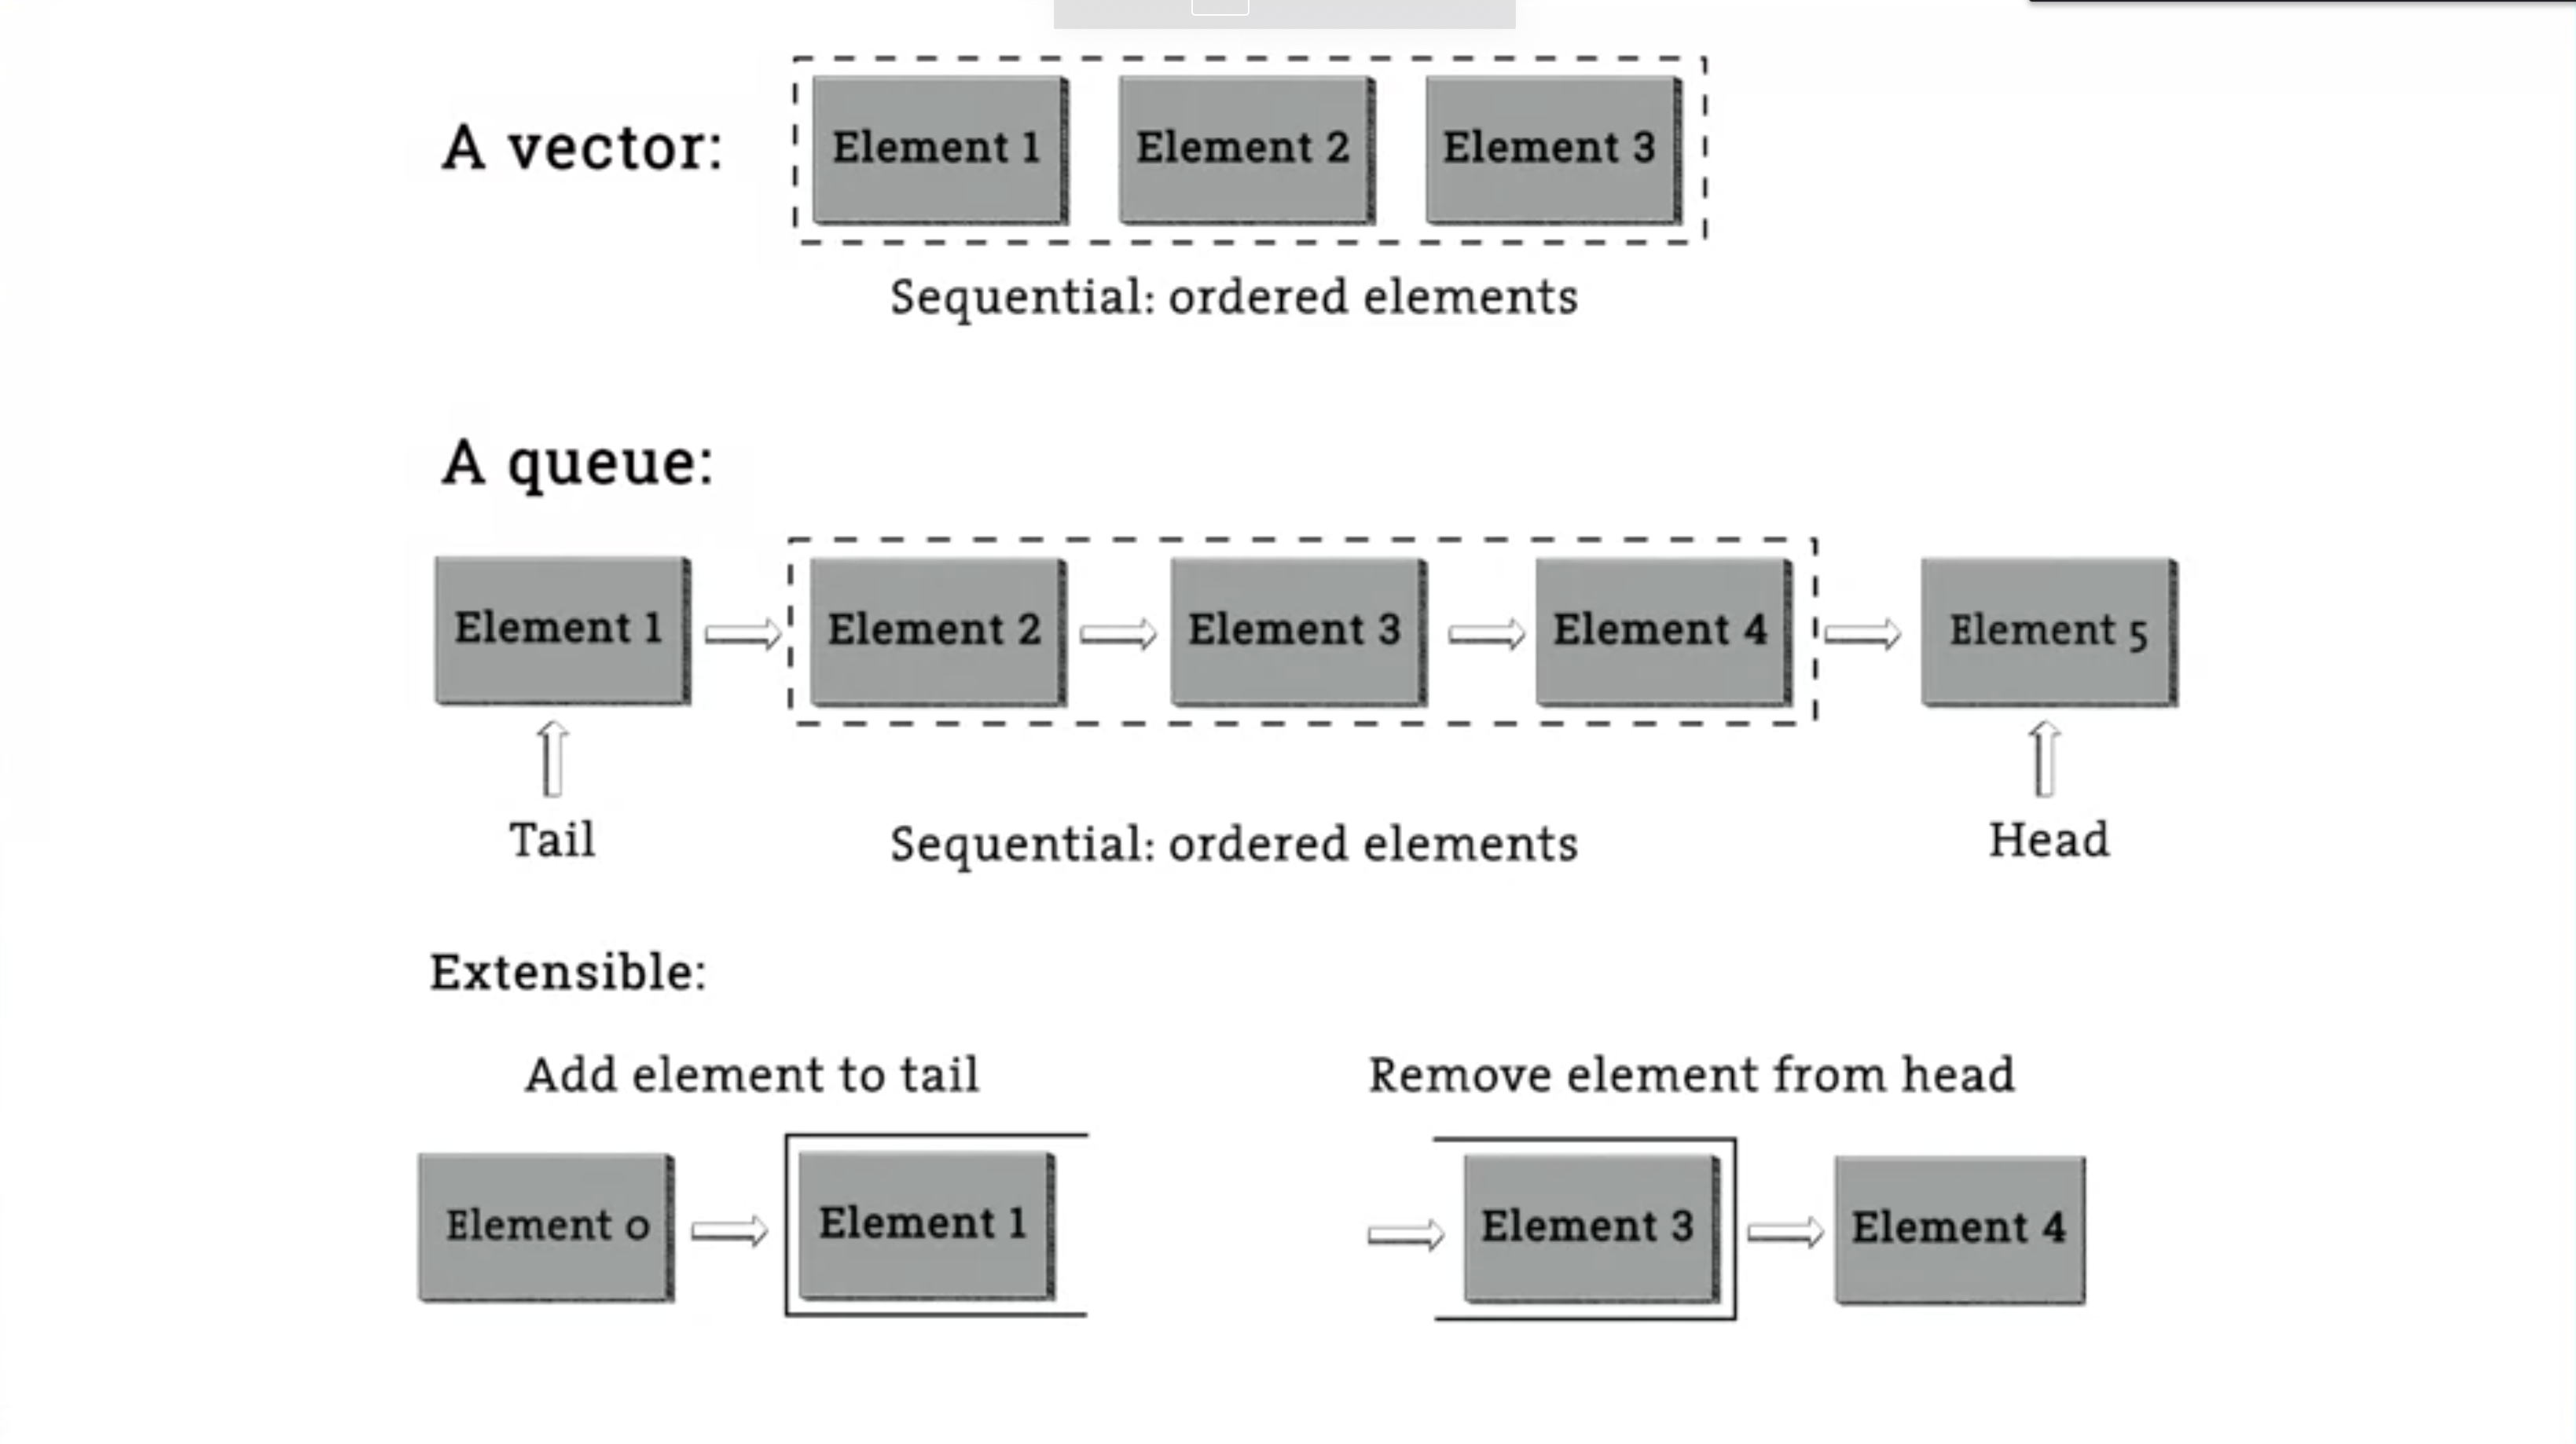 A vector:
Element 1 Element 2 Element 3
Sequential: ordered elements
A queue:
Element 1 Element 2 Element 3 Element 4 Element 5
Tail Sequential: ordered elements Head
Extensible:
Add element to tail Remove element from head
Element 0 Element 1 Element 3 Element 4